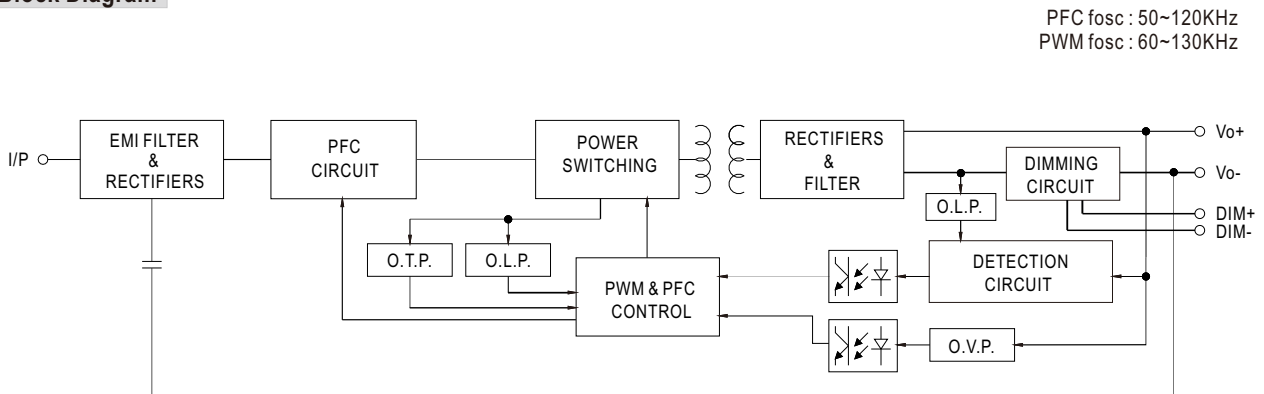 Block Diagram
PFC fosc : 50~120KHz
PWM fosc : 60~130KHz
I/P
EMI FILTER
&
RECTIFIERS
PFC
CIRCUIT
POWER
SWITCHING
RECTIFIERS
&
FILTER
DIMMING
CIRCUIT
Vo+
Vo-
DIM+
DIM-
O.L.P.
O.T.P.
O.L.P.
PWM & PFC
CONTROL
DETECTION
CIRCUIT
O.V.P.